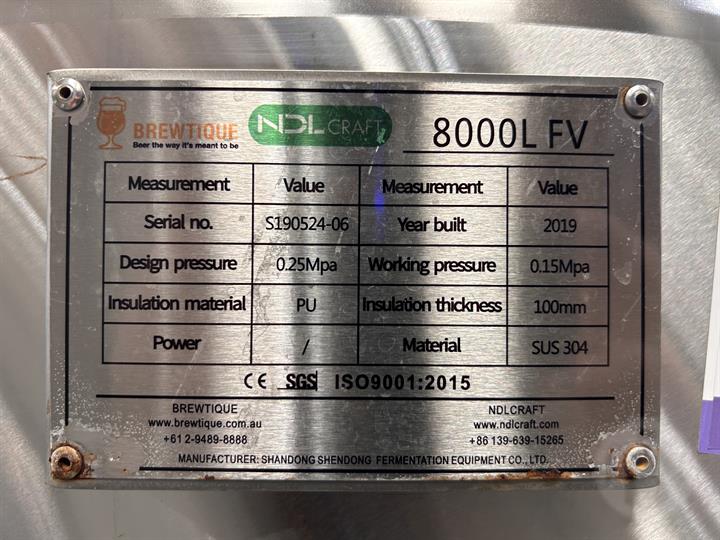 BREWTIQUE
Beer the way it's meant to be
NDL CRAFT
8000L FV
Measurement Value Measurement Value
Serial no. S190524-06 Year built 2019
Design pressure 0.25Mpa Working pressure 0.15Mpa
Insulation material PU Insulation thickness 100mm
Power / Material SUS 304
CE SGS ISO9001:2015
BREWTIQUE
www.brewtique.com.au
+61 2-9489-8888
NDLCRAFT
www.ndlcraft.com
+86 139-639-15265
MANUFACTURER: SHANDONG SHENDONG FERMENTATION EQUIPMENT CO., LTD.